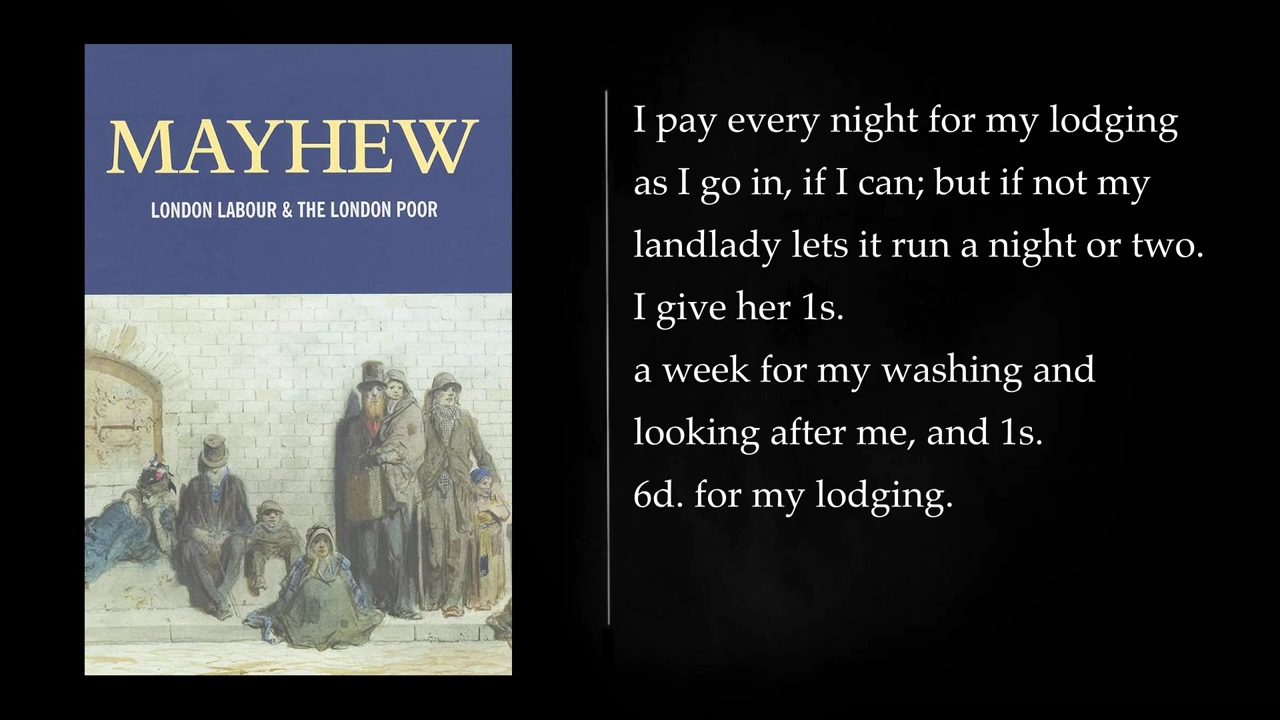 MAYHEW
LONDON LABOUR & THE LONDON POOR
I pay every night for my lodging
as I go in, if I can; but if not my
landlady lets it run a night or two.
I give her 1s.
a week for my washing and
looking after me, and 1s.
6d. for my lodging.